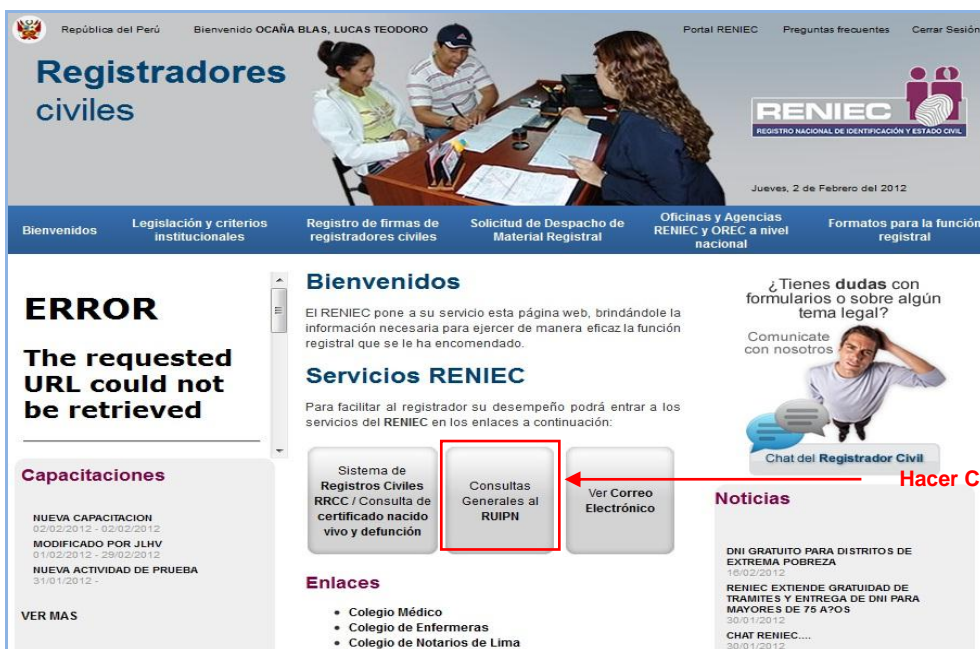 República del Perú
Bienvenido OCAÑA BLAS, LUCAS TEODORO
Portal RENIEC
Preguntas frecuentes
Cerrar Sesión
Registradores
civiles
RENIEC
REGISTRO NACIONAL DE IDENTIFICACIÓN Y ESTADO CIVIL
Jueves, 2 de Febrero del 2012
Bienvenidos
Legislación y criterios
institucionales
Registro de firmas de
registradores civiles
Solicitud de Despacho de
Material Registral
Oficinas y Agencias
RENIEC y OREC a nivel
nacional
Formatos para la función
registral
ERROR
The requested
URL could not
be retrieved
Capacitaciones
NUEVA CAPACITACION
02/02/2012 - 02/02/2012
MODIFICADO POR JLHV
01/02/2012 - 29/02/2012
NUEVA ACTIVIDAD DE PRUEBA
31/01/2012 -
VER MAS
Bienvenidos
El RENIEC pone a su servicio esta página web, brindándole la
información necesaria para ejercer de manera eficaz la función
registral que se le ha encomendado.
Servicios RENIEC
Para facilitar al registrador su desempeño podrá entrar a los
servicios del RENIEC en los enlaces a continuación:
Sistema de
Registros Civiles
RRCC / Consulta de
certificado nacido
vivo y defunción
Consultas
Generales al
RUIPN
Ver Correo
Electrónico
Hacer C
Enlaces
• Colegio Médico
• Colegio de Enfermeras
• Colegio de Notarios de Lima
¿Tienes dudas con
formularios o sobre algún
tema legal?
Comunicate
con nosotros
Chat del Registrador Civil
Noticias
DNI GRATUITO PARA DISTRITOS DE
EXTREMA POBREZA
16/02/2012
RENIEC EXTIENDE GRATUIDAD DE
TRAMITES Y ENTREGA DE DNI PARA
MAYORES DE 75 A?OS
30/01/2012
CHAT RENIEC....
30/01/2012